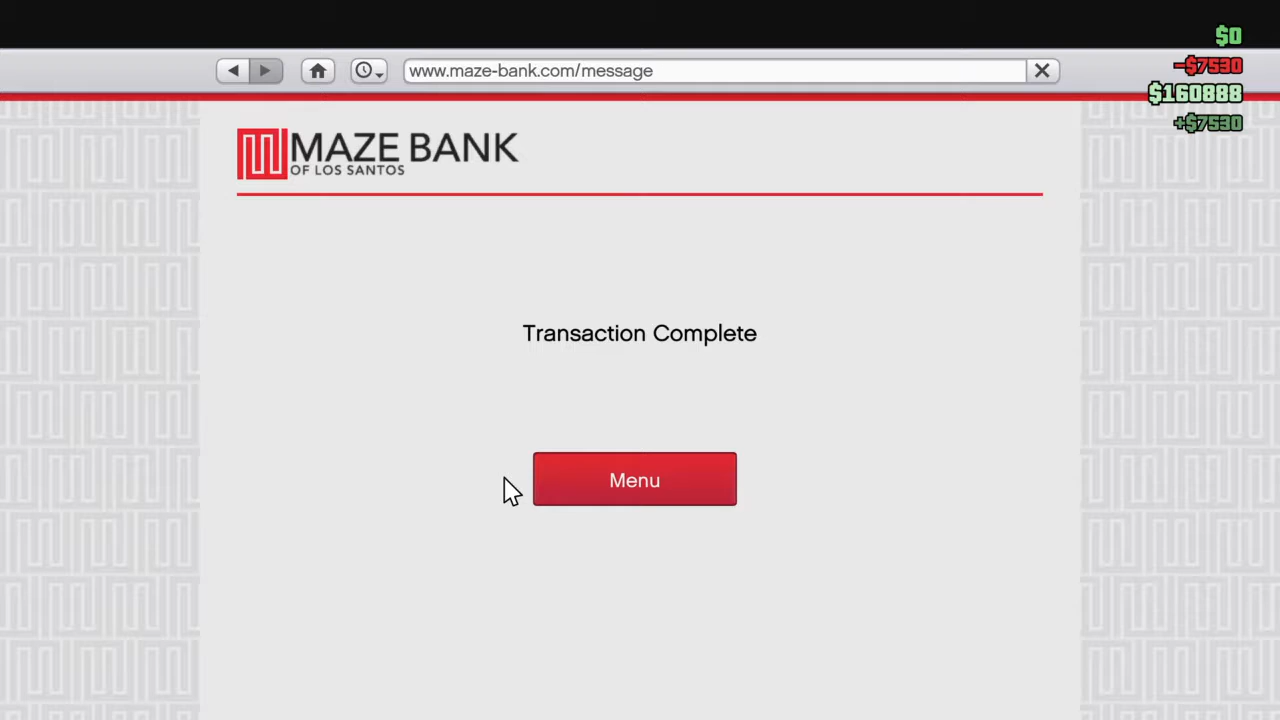 $0
-$7530
www.maze-bank.com/message
$160888
+$7530
MAZE BANK
OF LOS SANTOS
Transaction Complete
Menu